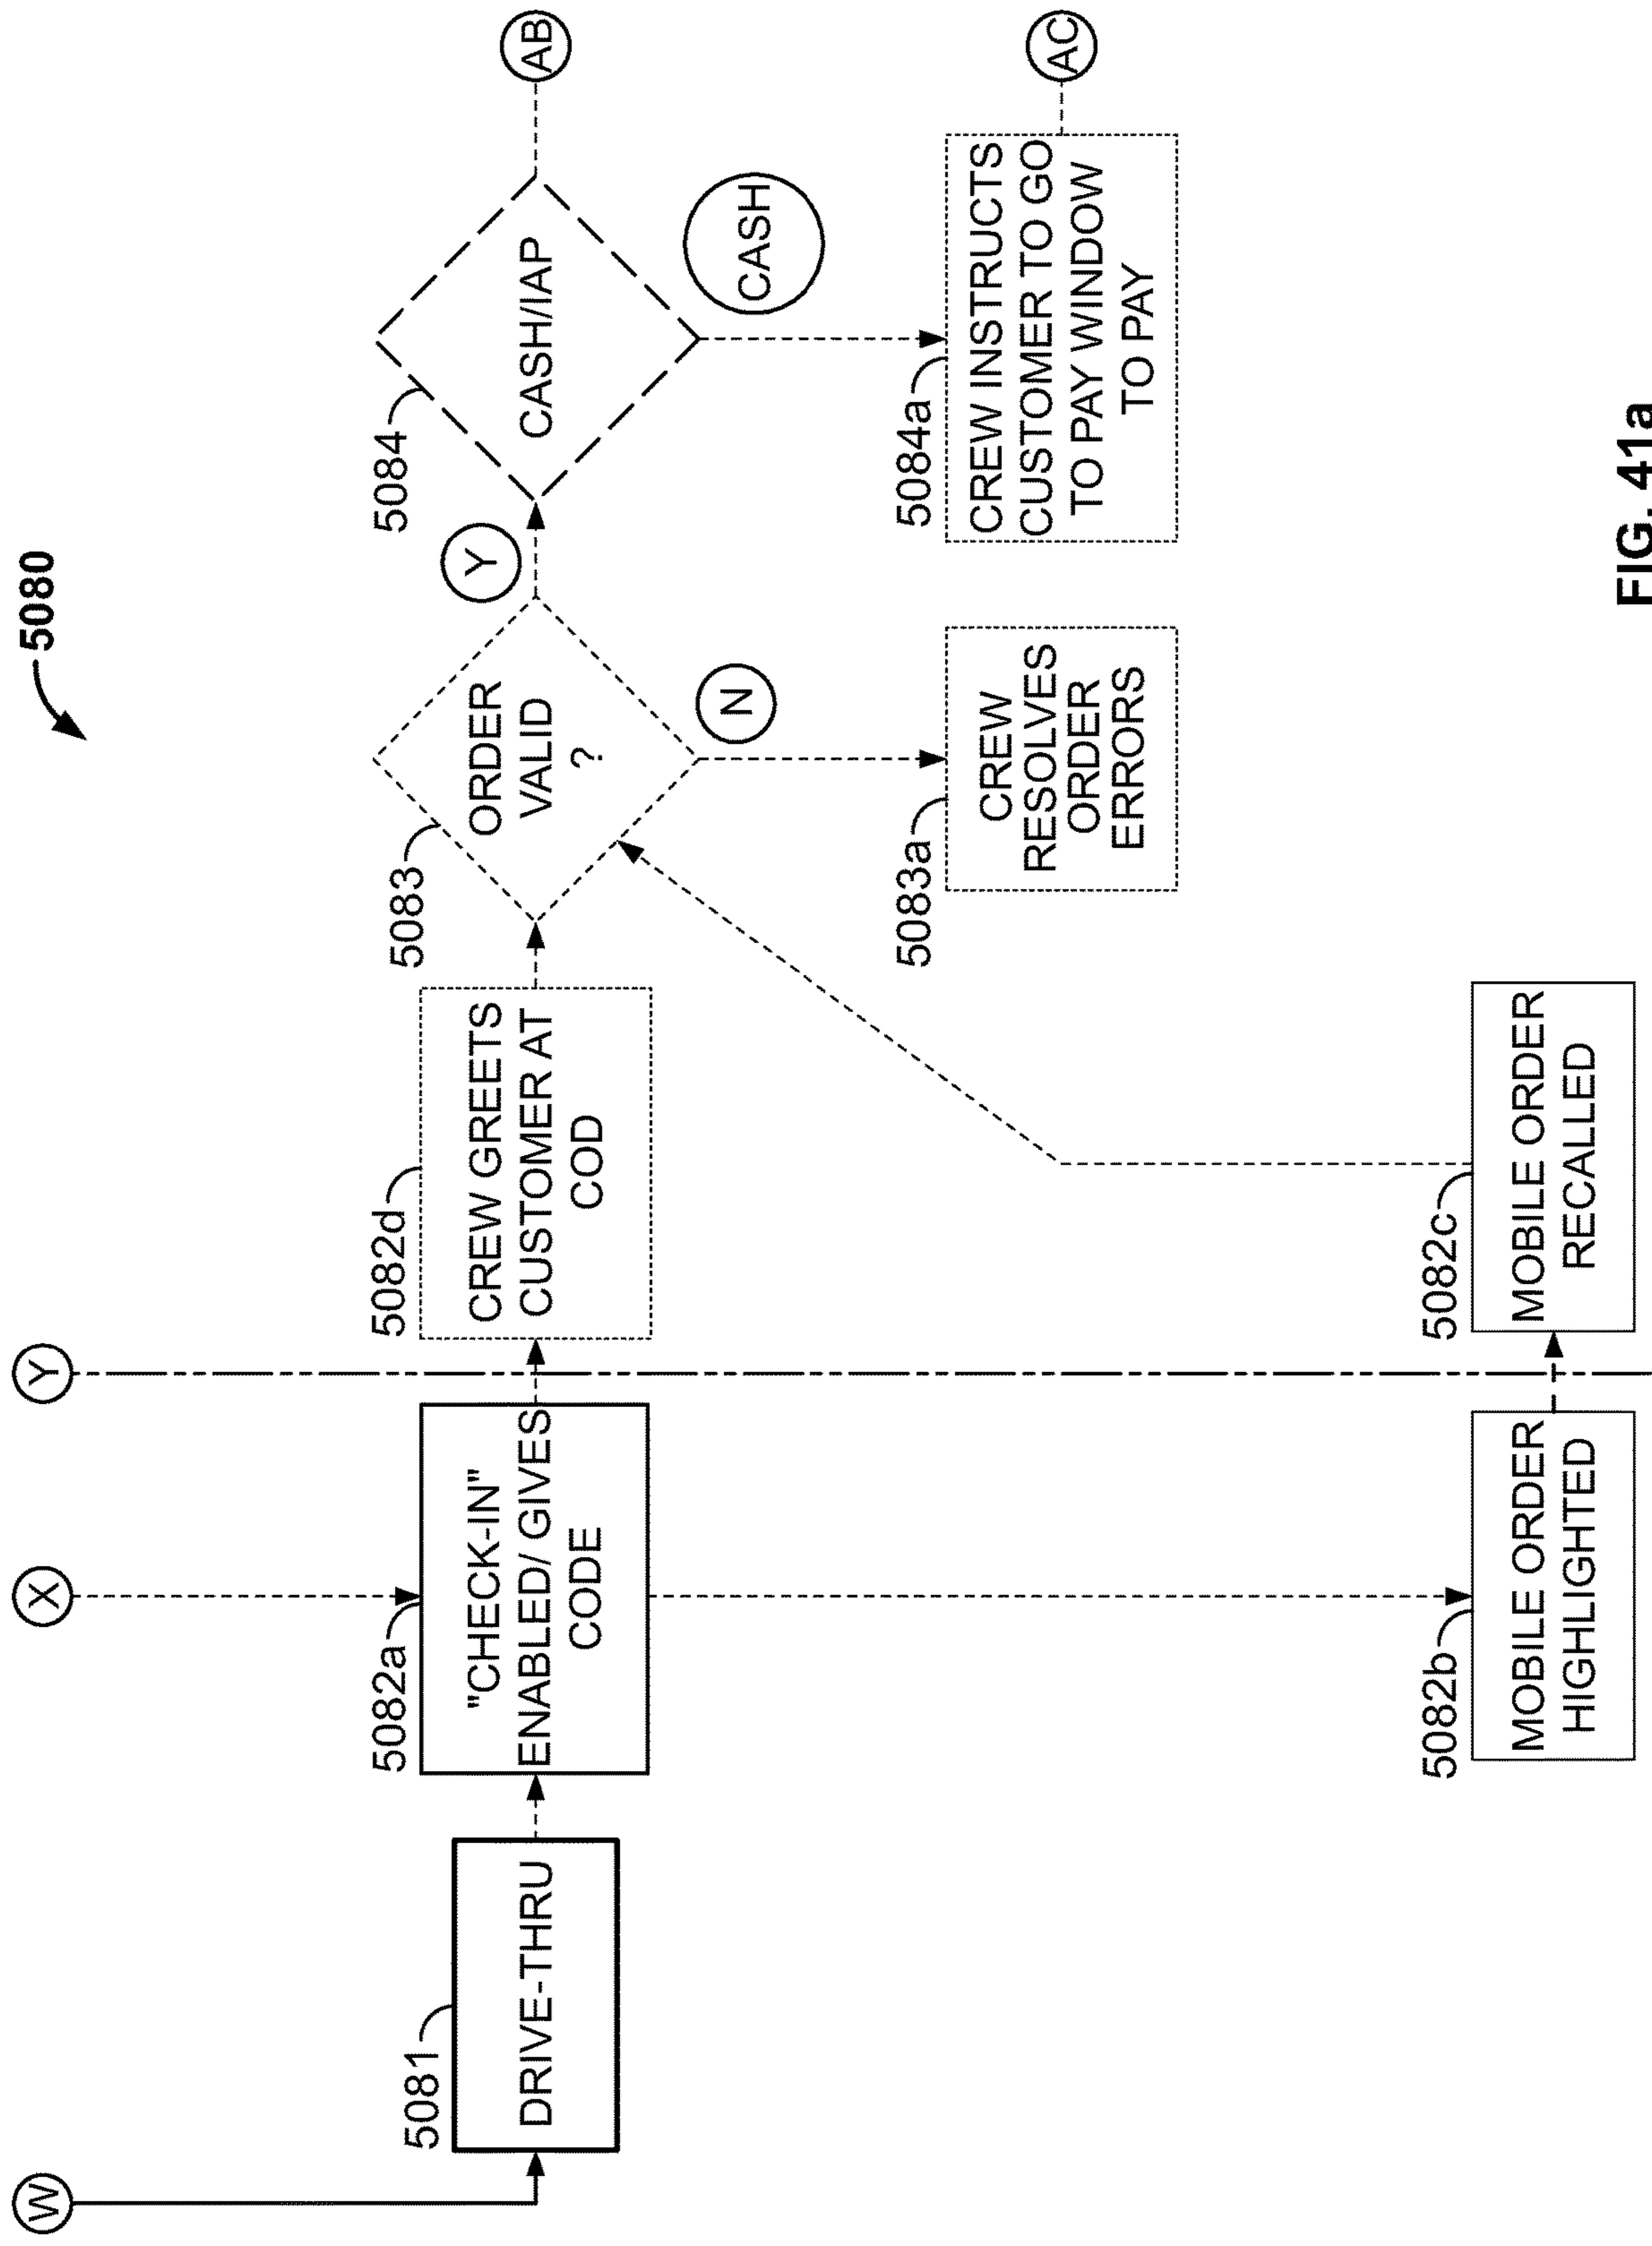 5080
W
X
Y
AB
AC
5081
DRIVE-THRU
5082a
"CHECK-IN"
ENABLED/ GIVES
CODE
5082d
CREW GREETS
CUSTOMER AT
COD
5083
ORDER
VALID
?
Y
5084
CASH/IAP
N
CASH
5083a
CREW
RESOLVES
ORDER
ERRORS
5084a
CREW INSTRUCTS
CUSTOMER TO GO
TO PAY WINDOW
TO PAY
5082b
MOBILE ORDER
HIGHLIGHTED
5082c
MOBILE ORDER
RECALLED
FIG. 41a